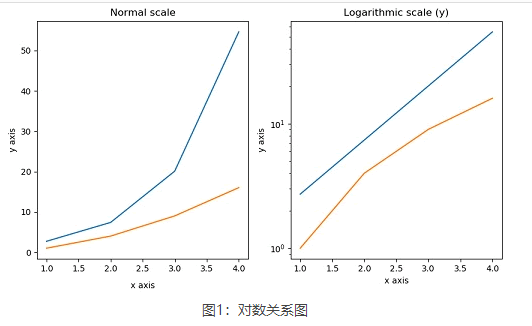 Normal scale
y axis
50
40
30
20
10
0
1.0 1.5 2.0 2.5 3.0 3.5 4.0
x axis
Logarithmic scale (y)
y axis
10¹
10⁰
1.0 1.5 2.0 2.5 3.0 3.5 4.0
x axis
图1：对数关系图